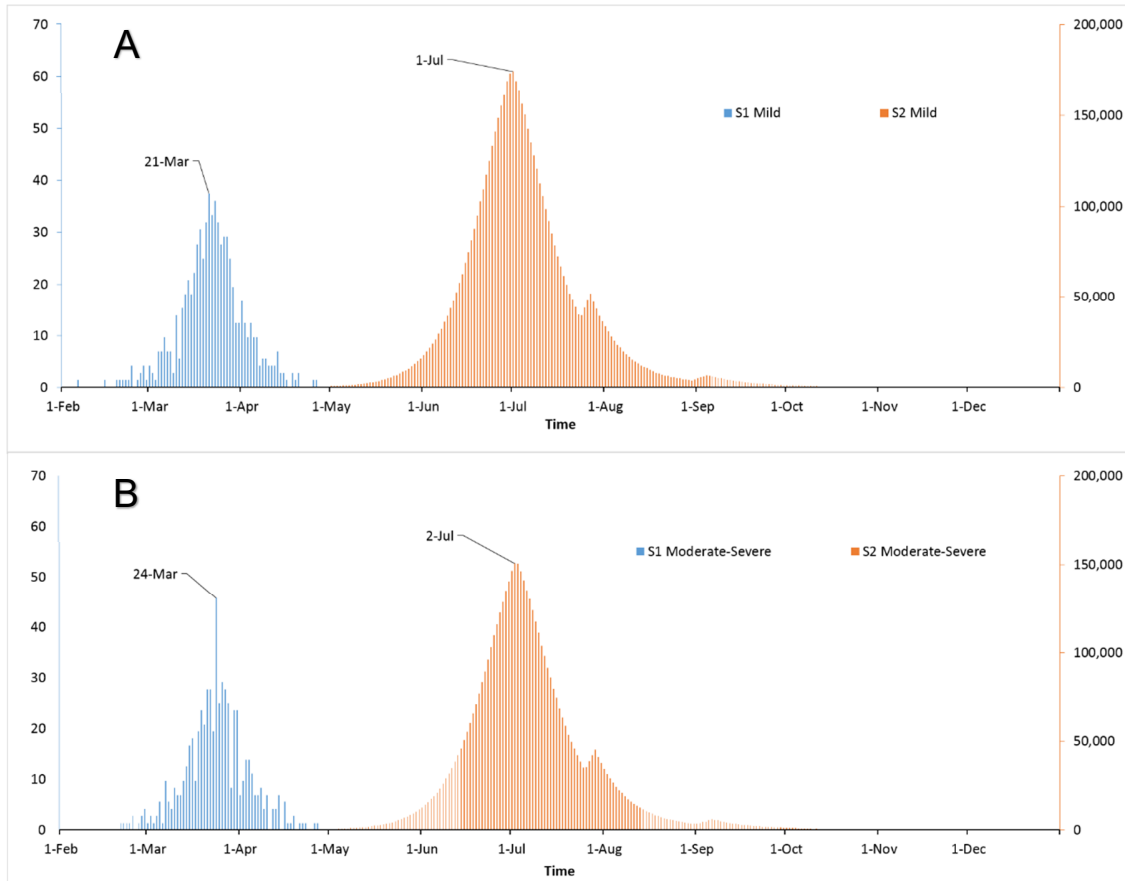 A
70
60
50
40
30
20
10
0
200,000
150,000
100,000
50,000
0
21-Mar
1-Jul
S1 Mild
S2 Mild
1-Feb 1-Mar 1-Apr 1-May 1-Jun 1-Jul 1-Aug 1-Sep 1-Oct 1-Nov 1-Dec
Time
B
70
60
50
40
30
20
10
0
200,000
150,000
100,000
50,000
0
24-Mar
2-Jul
S1 Moderate-Severe
S2 Moderate-Severe
1-Feb 1-Mar 1-Apr 1-May 1-Jun 1-Jul 1-Aug 1-Sep 1-Oct 1-Nov 1-Dec
Time